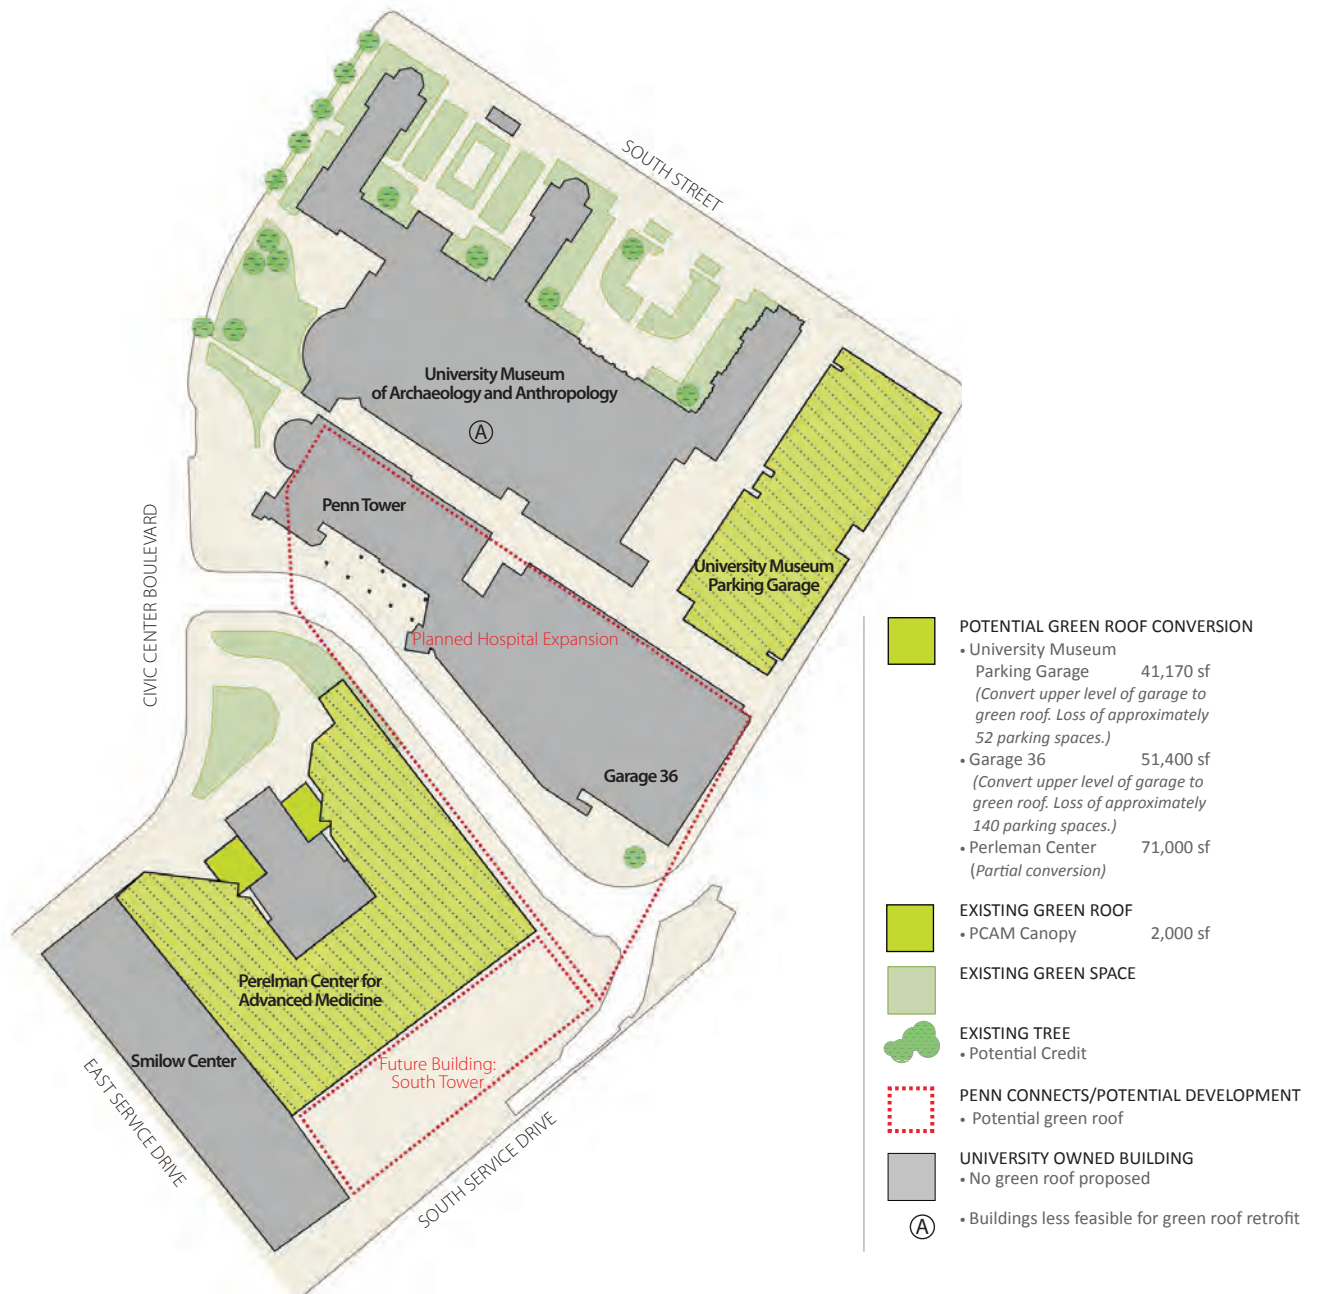 SOUTH STREET
University Museum
of Archaeology and Anthropology
A
Penn Tower
CIVIC CENTER BOULEVARD
University Museum
Parking Garage
Planned Hospital Expansion
Garage 36
Perelman Center for
Advanced Medicine
Smilow Center
Future Building:
South Tower
EAST SERVICE DRIVE
SOUTH SERVICE DRIVE
POTENTIAL GREEN ROOF CONVERSION
• University Museum
Parking Garage 41,170 sf
(Convert upper level of garage to
green roof. Loss of approximately
52 parking spaces.)
• Garage 36 51,400 sf
(Convert upper level of garage to
green roof. Loss of approximately
140 parking spaces.)
• Perleman Center 71,000 sf
(Partial conversion)
EXISTING GREEN ROOF
• PCAM Canopy 2,000 sf
EXISTING GREEN SPACE
EXISTING TREE
• Potential Credit
PENN CONNECTS/POTENTIAL DEVELOPMENT
• Potential green roof
UNIVERSITY OWNED BUILDING
• No green roof proposed
A • Buildings less feasible for green roof retrofit